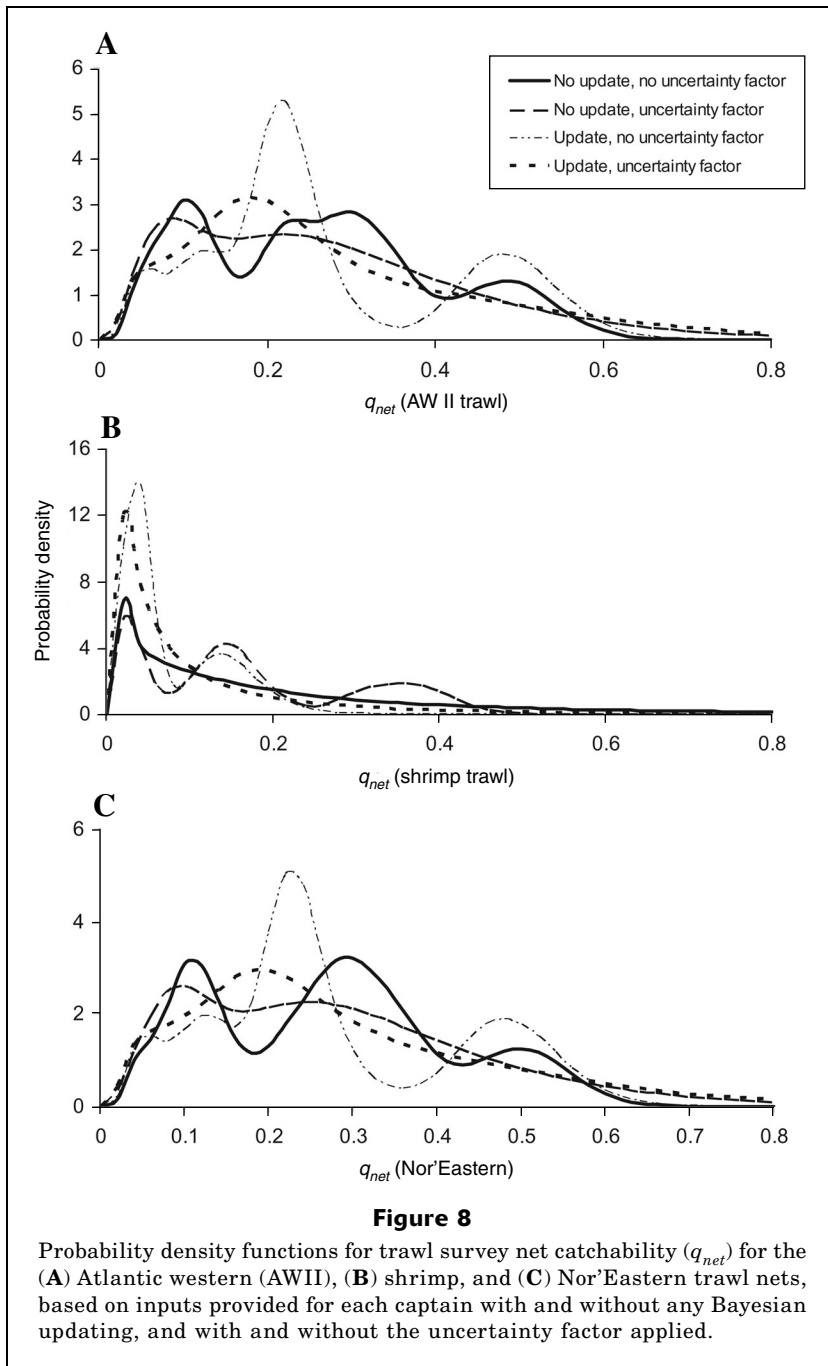 A
6
5
4
3
2
1
0
No update, no uncertainty factor
No update, uncertainty factor
Update, no uncertainty factor
Update, uncertainty factor
0 0.2 0.4 0.6 0.8
q_net (AW II trawl)
B
Probability density
16
12
8
4
0
0 0.2 0.4 0.6 0.8
q_net (shrimp trawl)
C
6
4
2
0
0 0.1 0.2 0.3 0.4 0.5 0.6 0.7 0.8
q_net (Nor'Eastern)
Figure 8
Probability density functions for trawl survey net catchability (q_net) for the
(A) Atlantic western (AWII), (B) shrimp, and (C) Nor'Eastern trawl nets,
based on inputs provided for each captain with and without any Bayesian
updating, and with and without the uncertainty factor applied.